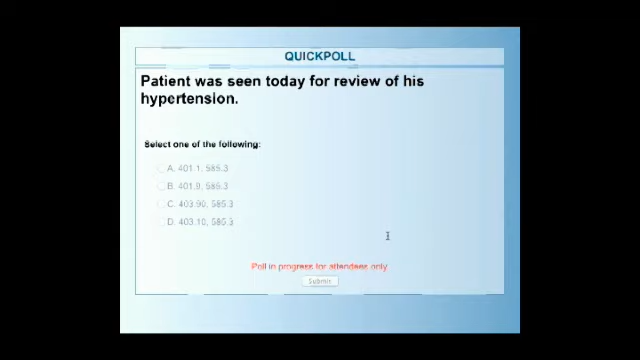 QUICKPOLL
Patient was seen today for review of his
hypertension.
Select one of the following:
A. 401.1, 585.3
B. 401.9, 585.3
C. 403.90, 585.3
D. 403.10, 585.3
Poll in progress for attendees only
Submit